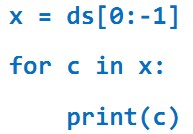 x = ds[0:-1]
for c in x:
    print(c)